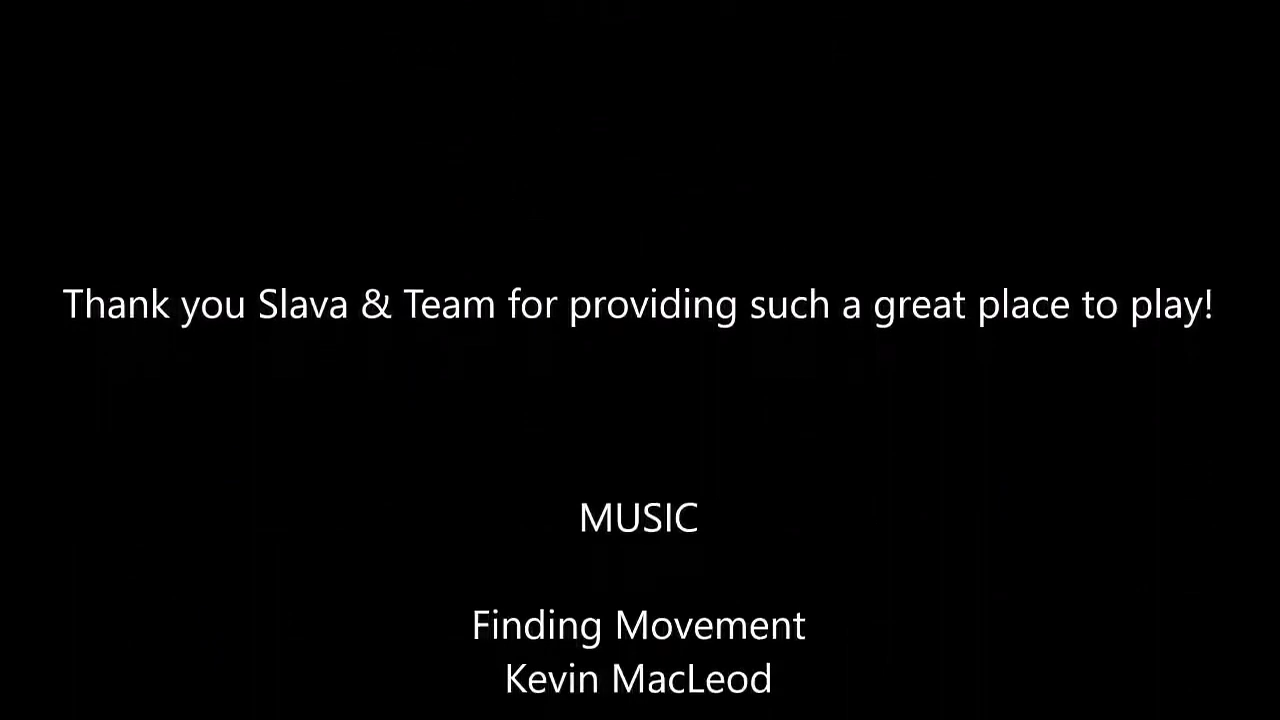 Thank you Slava & Team for providing such a great place to play!
MUSIC
Finding Movement
Kevin MacLeod